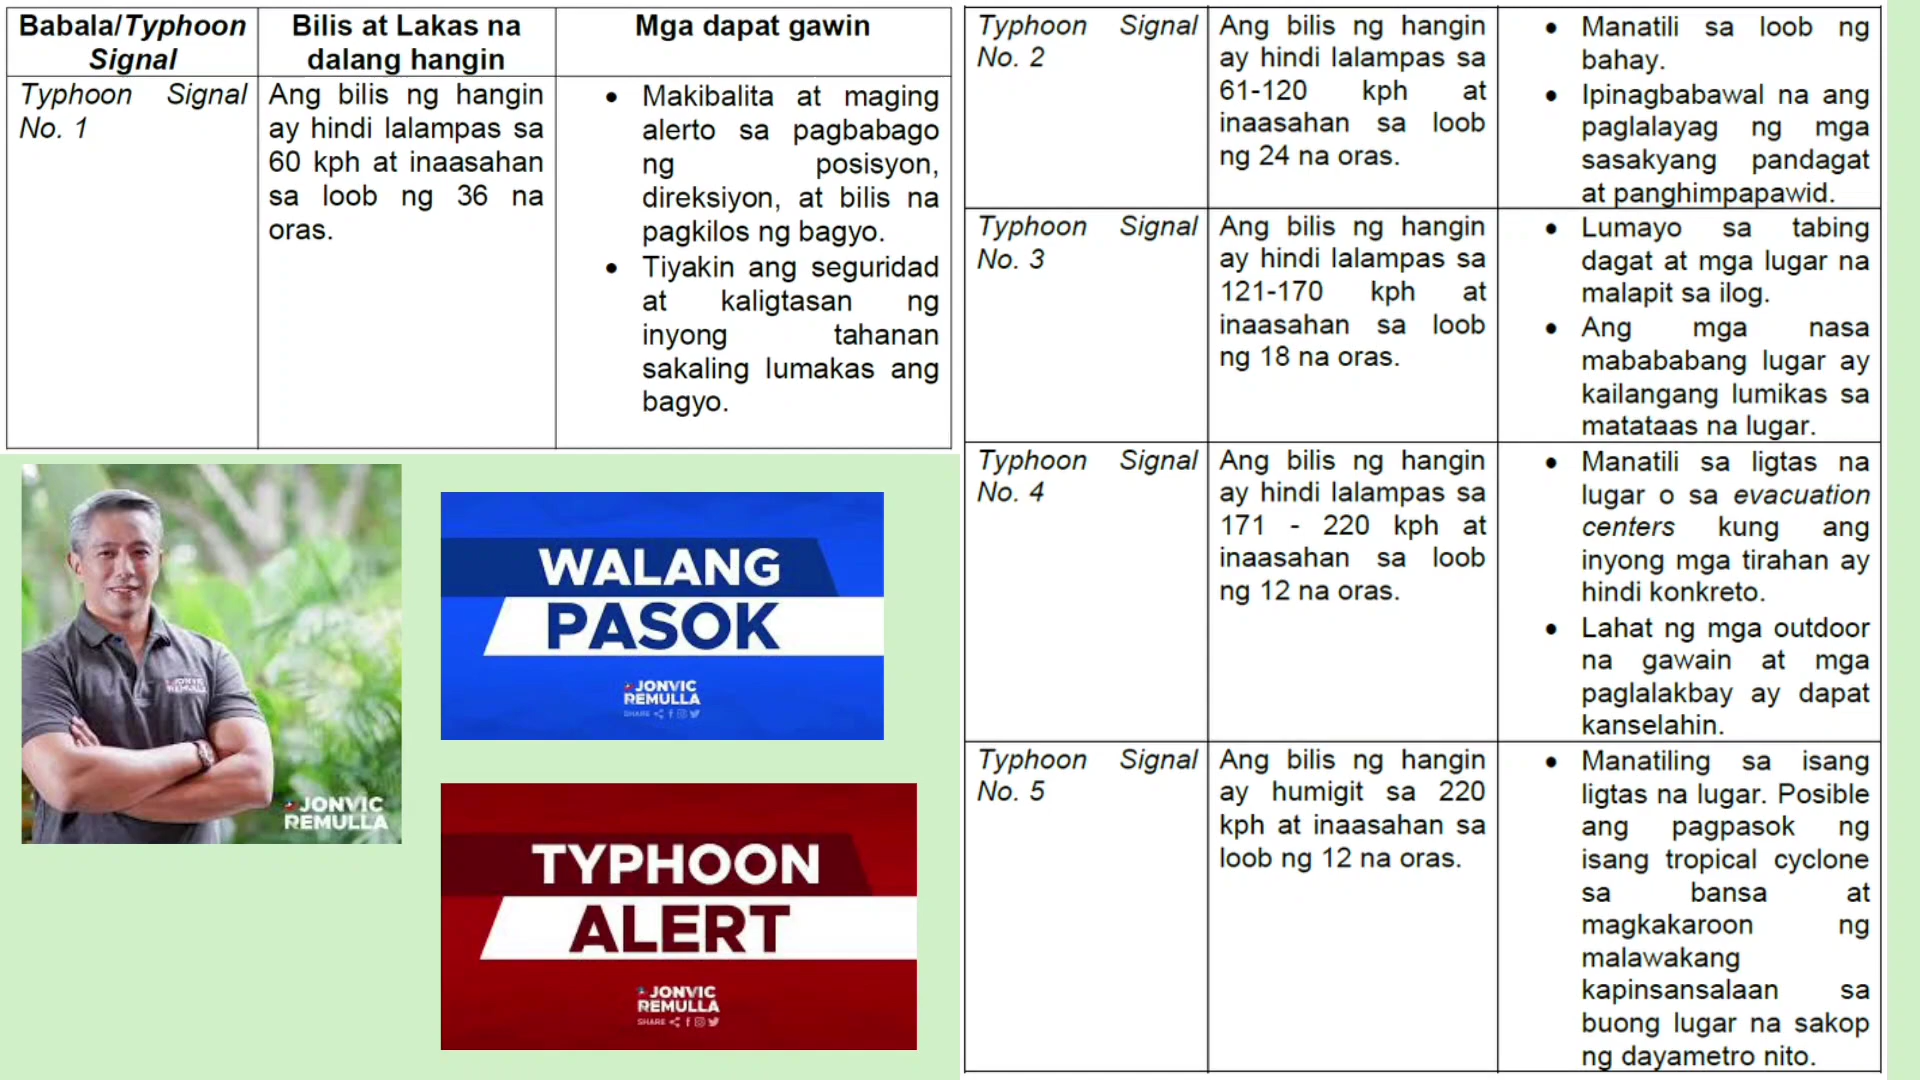 Babala/Typhoon
Signal
Bilis at Lakas na
dalang hangin
Mga dapat gawin
Typhoon Signal
No. 1
Ang bilis ng hangin
ay hindi lalampas sa
60 kph at inaasahan
sa loob ng 36 na
oras.
• Makibalita at maging
alerto sa pagbabago
ng posisyon,
direksiyon, at bilis na
pagkilos ng bagyo.
• Tiyakin ang seguridad
at kaligtasan ng
inyong tahanan
sakaling lumakas ang
bagyo.
JONVIC
REMULLA
JONVIC
REMULLA
WALANG
PASOK
JONVIC
REMULLA
SHARE
TYPHOON
ALERT
JONVIC
REMULLA
SHARE
Typhoon Signal
No. 2
Ang bilis ng hangin
ay hindi lalampas sa
61-120 kph at
inaasahan sa loob
ng 24 na oras.
• Manatili sa loob ng
bahay.
• Ipinagbabawal na ang
paglalayag ng mga
sasakyang pandagat
at panghimpapawid.
Typhoon Signal
No. 3
Ang bilis ng hangin
ay hindi lalampas sa
121-170 kph at
inaasahan sa loob
ng 18 na oras.
• Lumayo sa tabing
dagat at mga lugar na
malapit sa ilog.
• Ang mga nasa
mabababang lugar ay
kailangang lumikas sa
matataas na lugar.
Typhoon Signal
No. 4
Ang bilis ng hangin
ay hindi lalampas sa
171 - 220 kph at
inaasahan sa loob
ng 12 na oras.
• Manatili sa ligtas na
lugar o sa evacuation
centers kung ang
inyong mga tirahan ay
hindi konkreto.
• Lahat ng mga outdoor
na gawain at mga
paglalakbay ay dapat
kanselahin.
Typhoon Signal
No. 5
Ang bilis ng hangin
ay humigit sa 220
kph at inaasahan sa
loob ng 12 na oras.
• Manatiling sa isang
ligtas na lugar. Posible
ang pagpasok ng
isang tropical cyclone
sa bansa at
magkakaroon ng
malawakang
kapinsansalaan sa
buong lugar na sakop
ng dayametro nito.